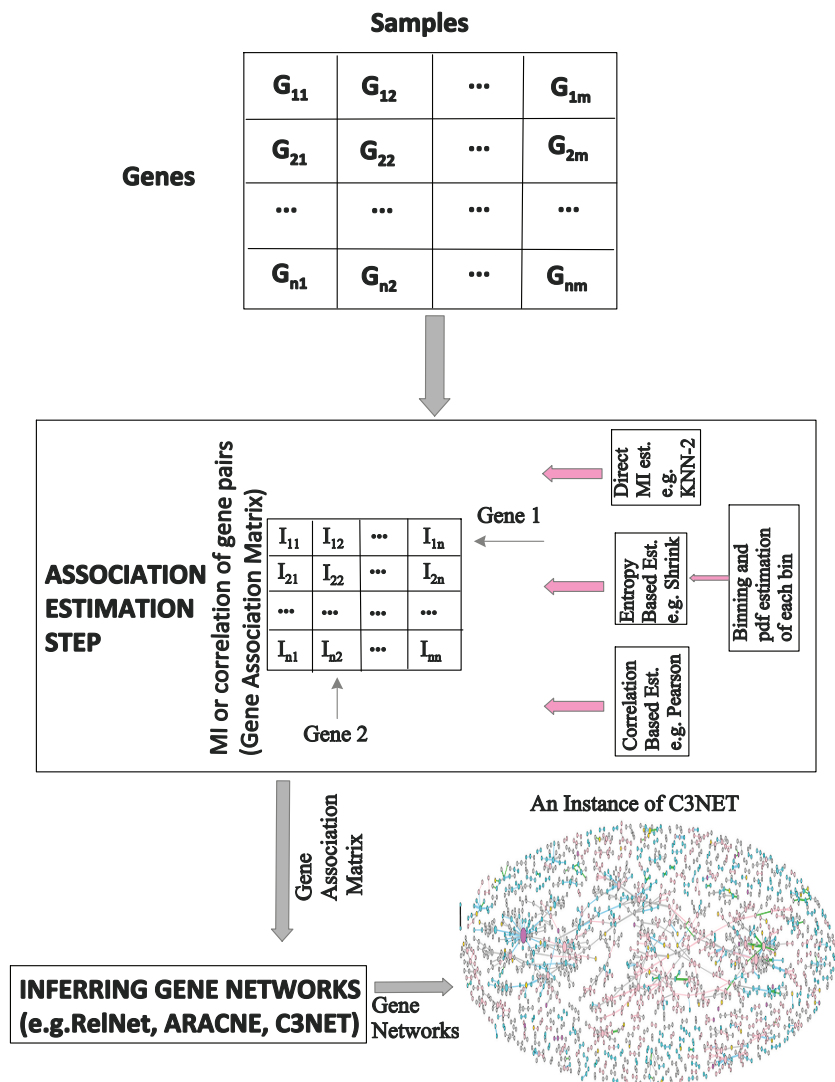 Samples
Genes
G11 G12 ... G1m
G21 G22 ... G2m
... ... ... ...
Gn1 Gn2 ... Gnm
ASSOCIATION
ESTIMATION
STEP
MI or correlation of gene pairs
(Gene Association Matrix)
I11 I12 ... I1n
I21 I22 ... I2n
... ... ... ...
In1 In2 ... Inn
Gene 1
Gene 2
Direct
MI est.
e.g.
KNN-2
Entropy
Based Est.
e.g. Shrink
Correlation
Based Est.
e.g. Pearson
Binning and
pdf estimation
of each bin
Gene
Association
Matrix
An Instance of C3NET
INFERRING GENE NETWORKS
(e.g.RelNet, ARACNE, C3NET)
Gene
Networks